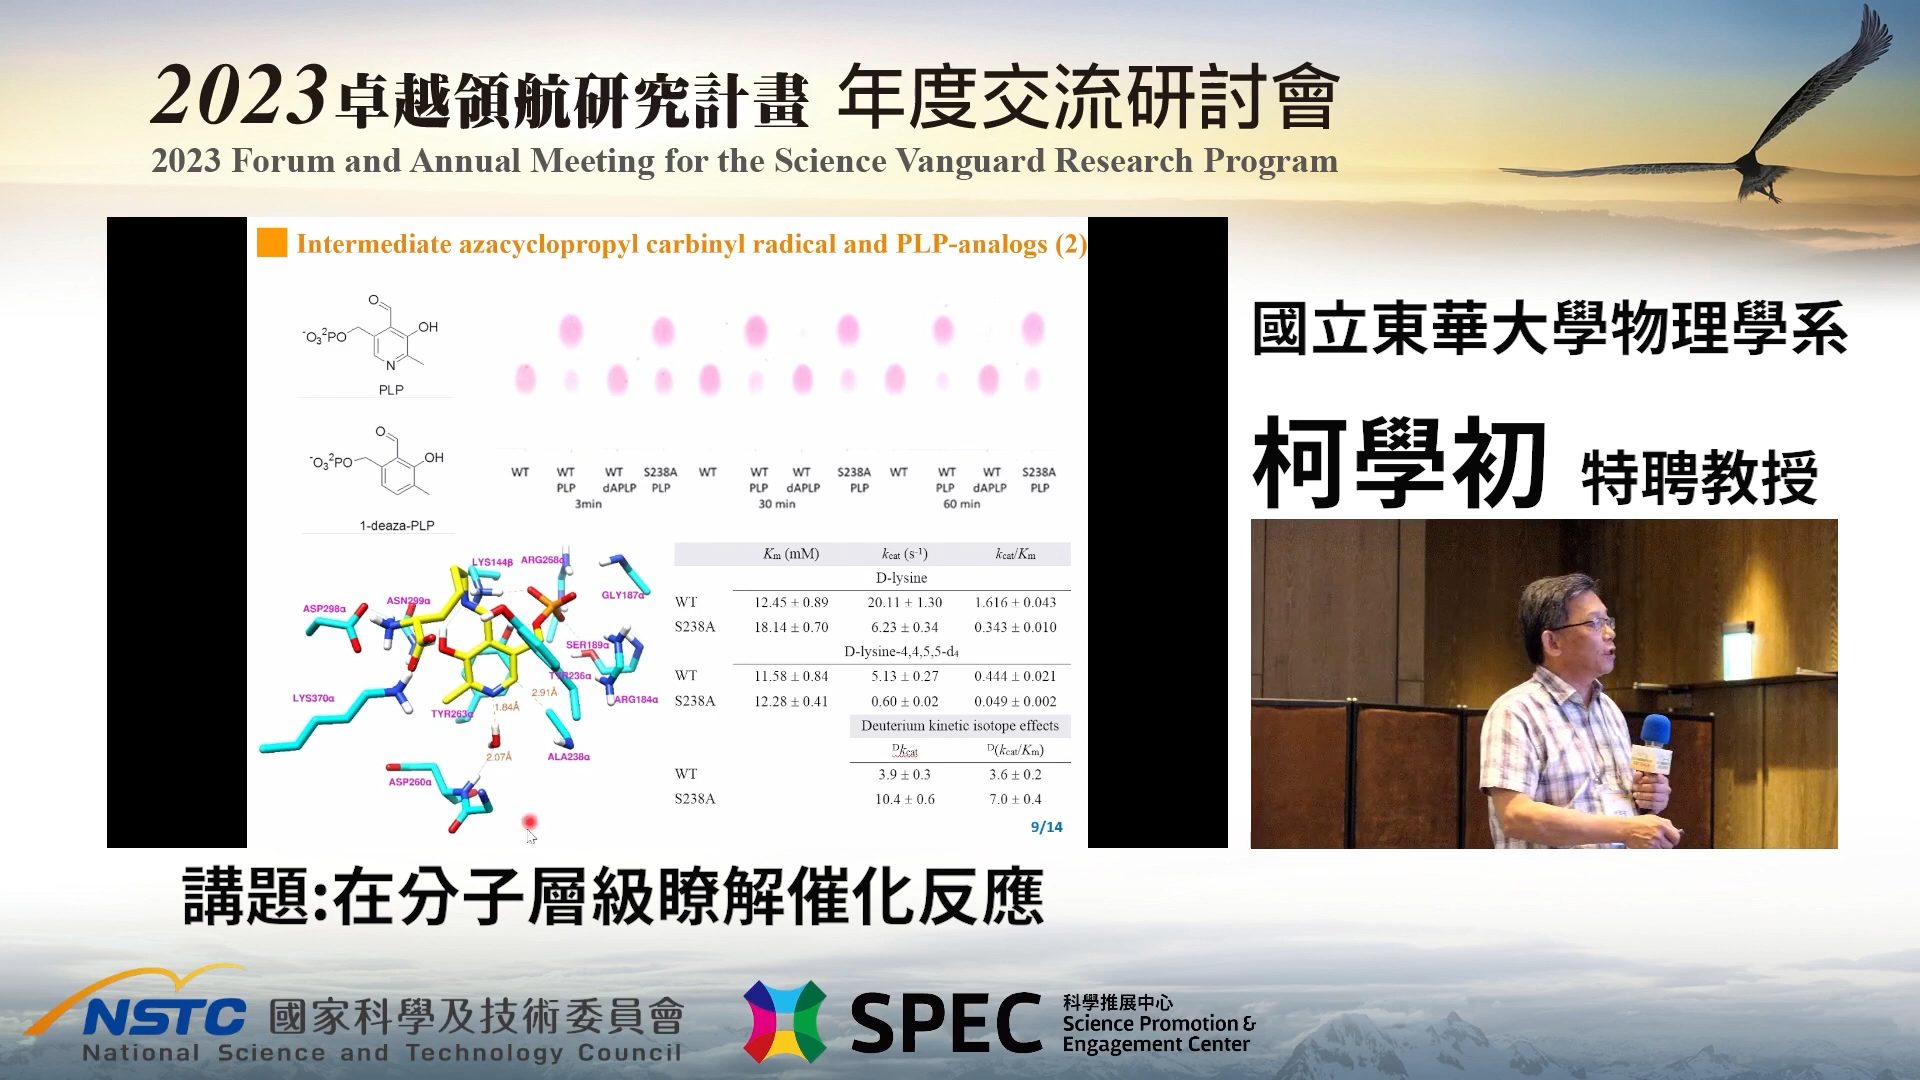 2023卓越領航研究計畫 年度交流研討會
2023 Forum and Annual Meeting for the Science Vanguard Research Program
Intermediate azacyclopropyl carbinyl radical and PLP-analogs (2)
O
-O32PO
OH
N
PLP
O
-O32PO
OH
1-deaza-PLP
WT WT WT S238A WT WT WT S238A WT WT WT S238A
PLP dAPLP PLP PLP dAPLP PLP PLP dAPLP PLP
3min 30 min 60 min
LYS144β ARG268α
GLY187α
ASP298α ASN299α
SER189α
TYR236α
2.91Å
LYS370α
ARG184α
TYR263α 1.84Å
2.07Å ALA238α
ASP260α
Km (mM) kcat (s-1) kcat/Km
D-lysine
WT 12.45 ± 0.89 20.11 ± 1.30 1.616 ± 0.043
S238A 18.14 ± 0.70 6.23 ± 0.34 0.343 ± 0.010
D-lysine-4,4,5,5-d4
WT 11.58 ± 0.84 5.13 ± 0.27 0.444 ± 0.021
S238A 12.28 ± 0.41 0.60 ± 0.02 0.049 ± 0.002
Deuterium kinetic isotope effects
Dkcat D(kcat/Km)
WT 3.9 ± 0.3 3.6 ± 0.2
S238A 10.4 ± 0.6 7.0 ± 0.4
9/14
國立東華大學物理學系
柯學初 特聘教授
講題:在分子層級瞭解催化反應
NSTC 國家科學及技術委員會
National Science and Technology Council
SPEC 科學推展中心
Science Promotion &
Engagement Center